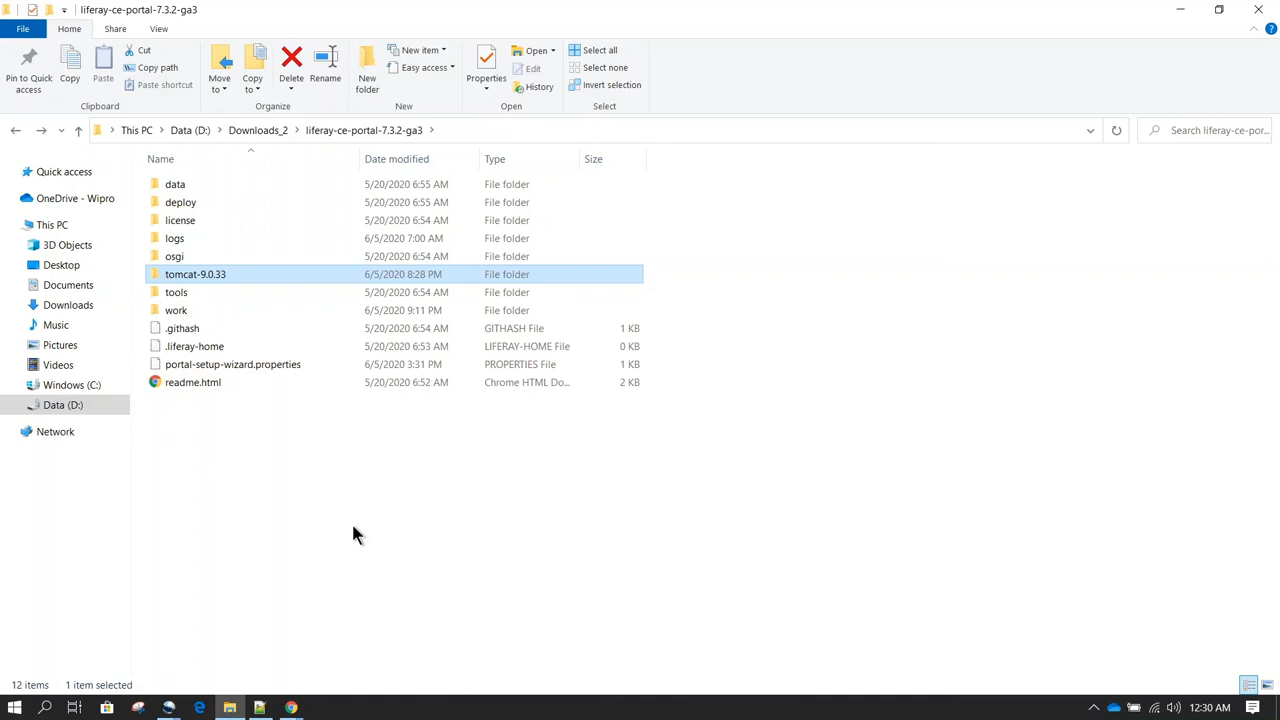 liferay-ce-portal-7.3.2-ga3
File Home Share View
Pin to Quick access
Copy
Paste
Cut
Copy path
Paste shortcut
Clipboard
Move to
Copy to
Delete
Rename
Organize
New folder
New item
Easy access
New
Properties
Open
Edit
History
Open
Select all
Select none
Invert selection
Select
This PC Data (D:) Downloads_2 liferay-ce-portal-7.3.2-ga3
Search liferay-ce-por...
Quick access
OneDrive - Wipro
This PC
3D Objects
Desktop
Documents
Downloads
Music
Pictures
Videos
Windows (C:)
Data (D:)
Network
Name Date modified Type Size
data 5/20/2020 6:55 AM File folder
deploy 5/20/2020 6:55 AM File folder
license 5/20/2020 6:54 AM File folder
logs 6/5/2020 7:00 AM File folder
osgi 5/20/2020 6:54 AM File folder
tomcat-9.0.33 6/5/2020 8:28 PM File folder
tools 5/20/2020 6:54 AM File folder
work 6/5/2020 9:11 PM File folder
.githash 5/20/2020 6:54 AM GITHASH File 1 KB
.liferay-home 5/20/2020 6:53 AM LIFERAY-HOME File 0 KB
portal-setup-wizard.properties 6/5/2020 3:31 PM PROPERTIES File 1 KB
readme.html 5/20/2020 6:52 AM Chrome HTML Do... 2 KB
12 items 1 item selected
12:30 AM